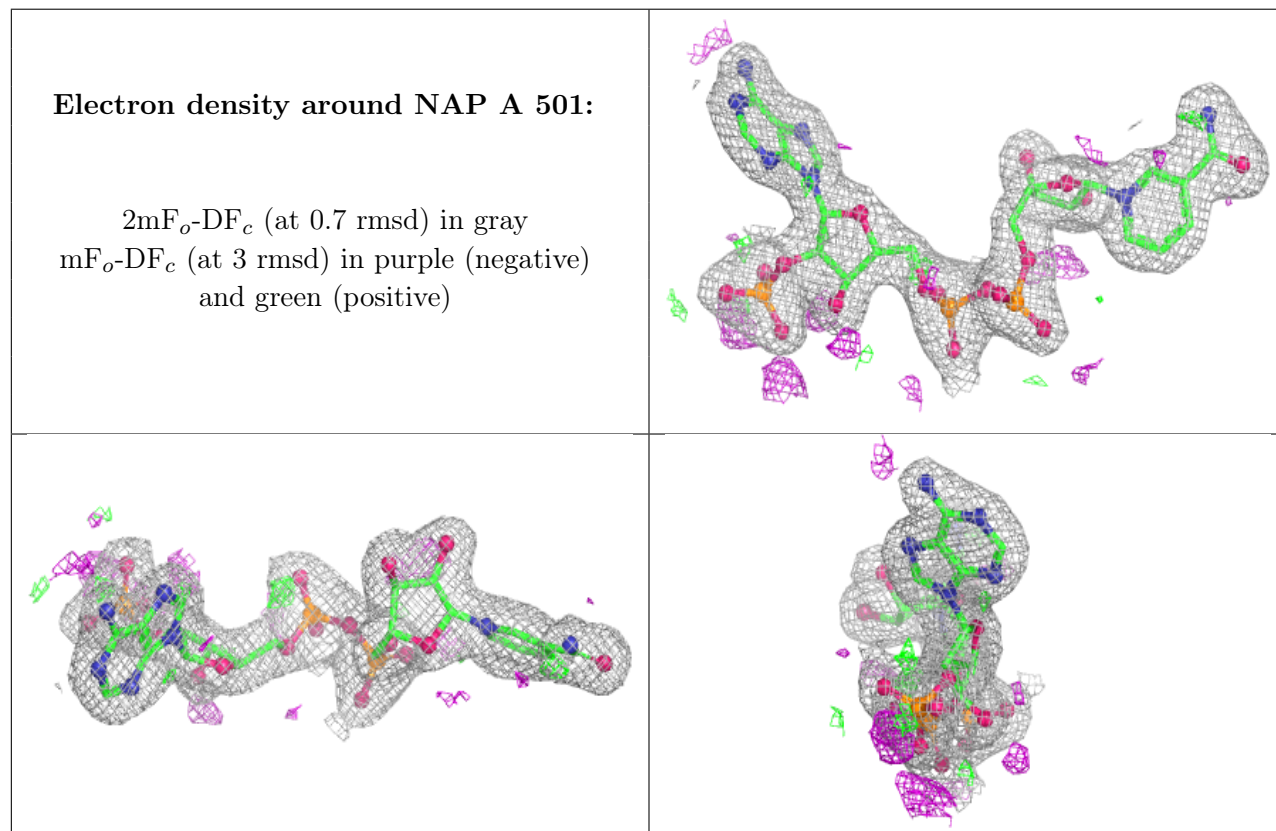 Electron density around NAP A 501:
2mFₒ-DF𝒸 (at 0.7 rmsd) in gray
mFₒ-DF𝒸 (at 3 rmsd) in purple (negative)
and green (positive)